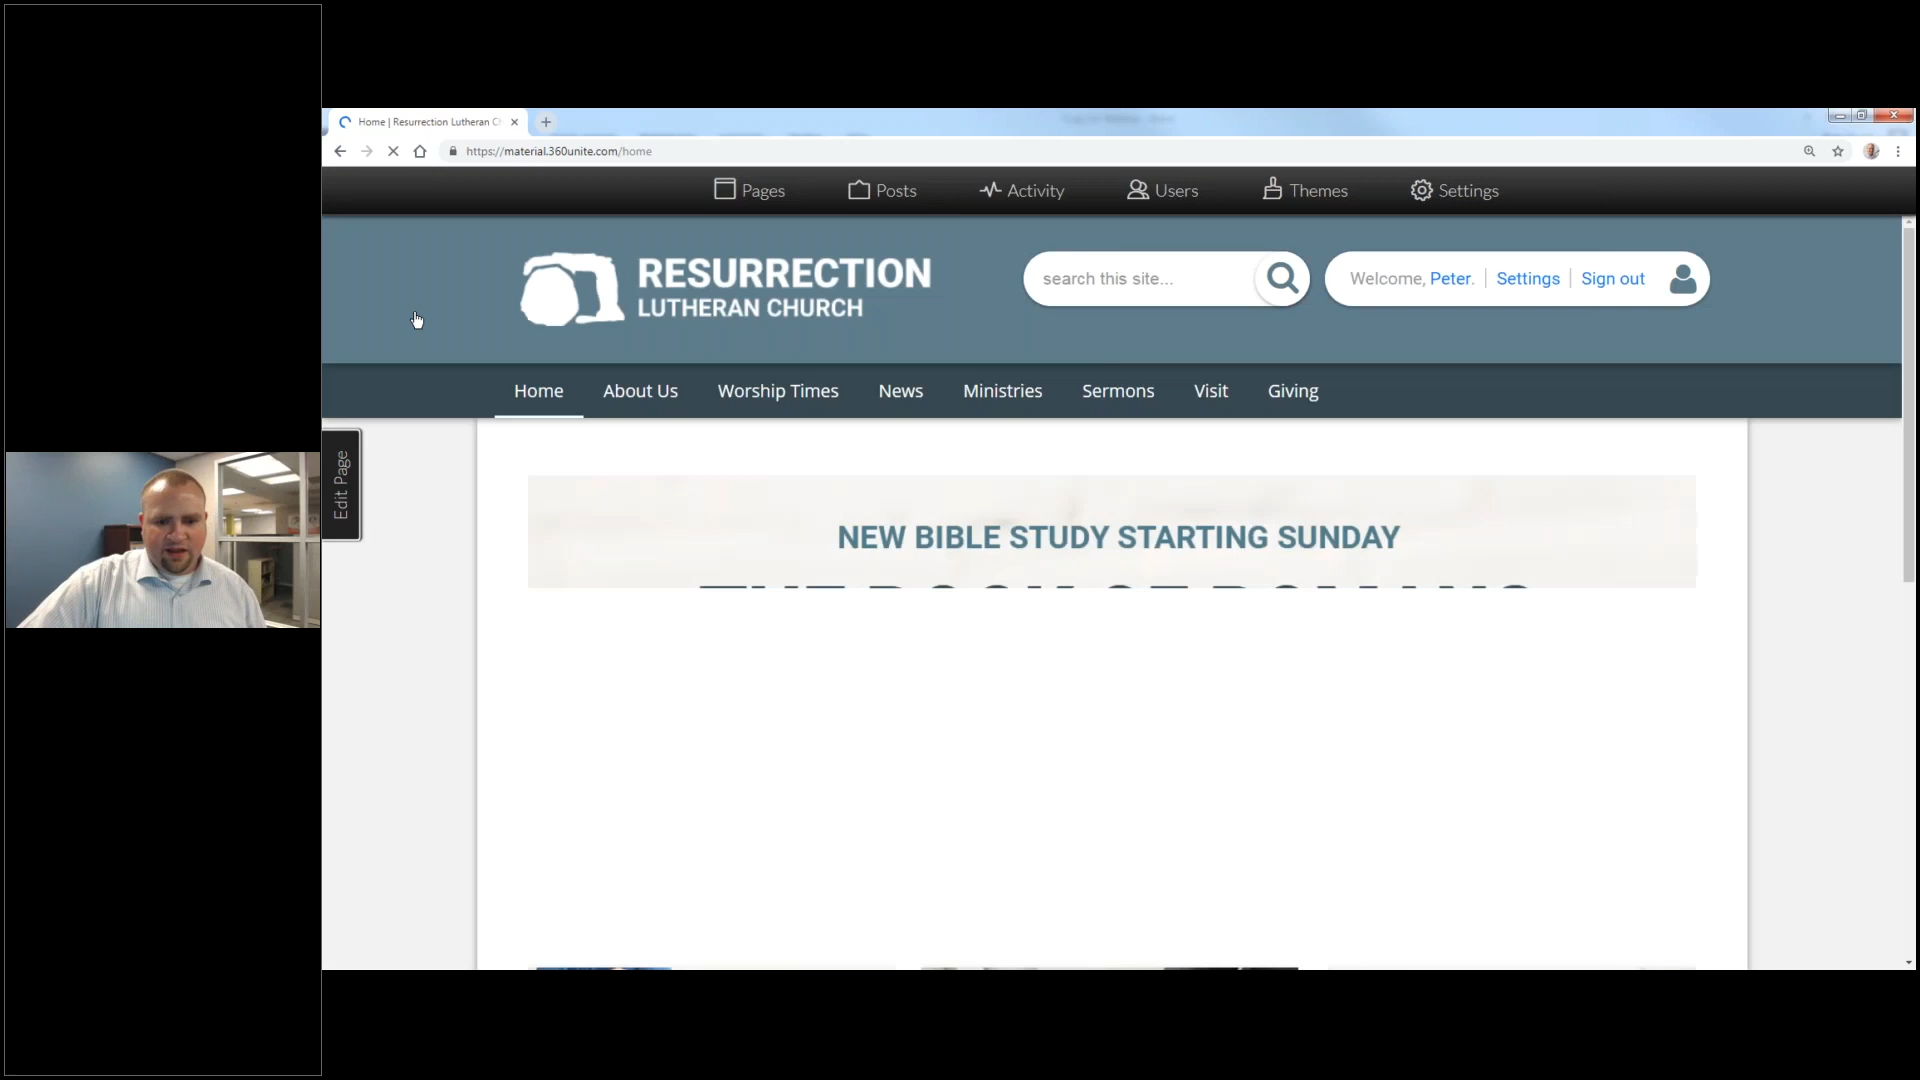 Home | Resurrection Lutheran C
https://material.360unite.com/home
Pages Posts Activity Users Themes Settings
RESURRECTION
LUTHERAN CHURCH
search this site...
Welcome, Peter. Settings Sign out
Home About Us Worship Times News Ministries Sermons Visit Giving
Edit Page
NEW BIBLE STUDY STARTING SUNDAY